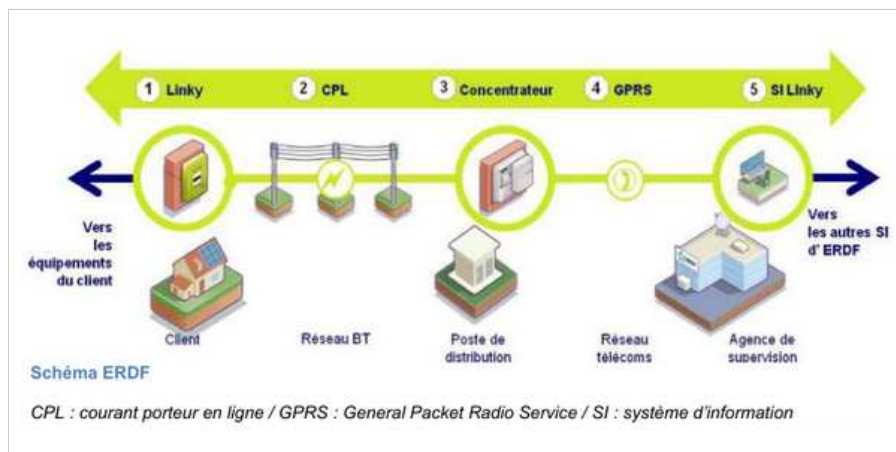 1 Linky 2 CPL 3 Concentrateur 4 GPRS 5 SI Linky
Vers
les
équipements
du client
Vers
les autres SI
d' ERDF
Client
Réseau BT
Poste de
distribution
Réseau
télécoms
Agence de
supervision
Schéma ERDF
CPL : courant porteur en ligne / GPRS : General Packet Radio Service / SI : système d'information